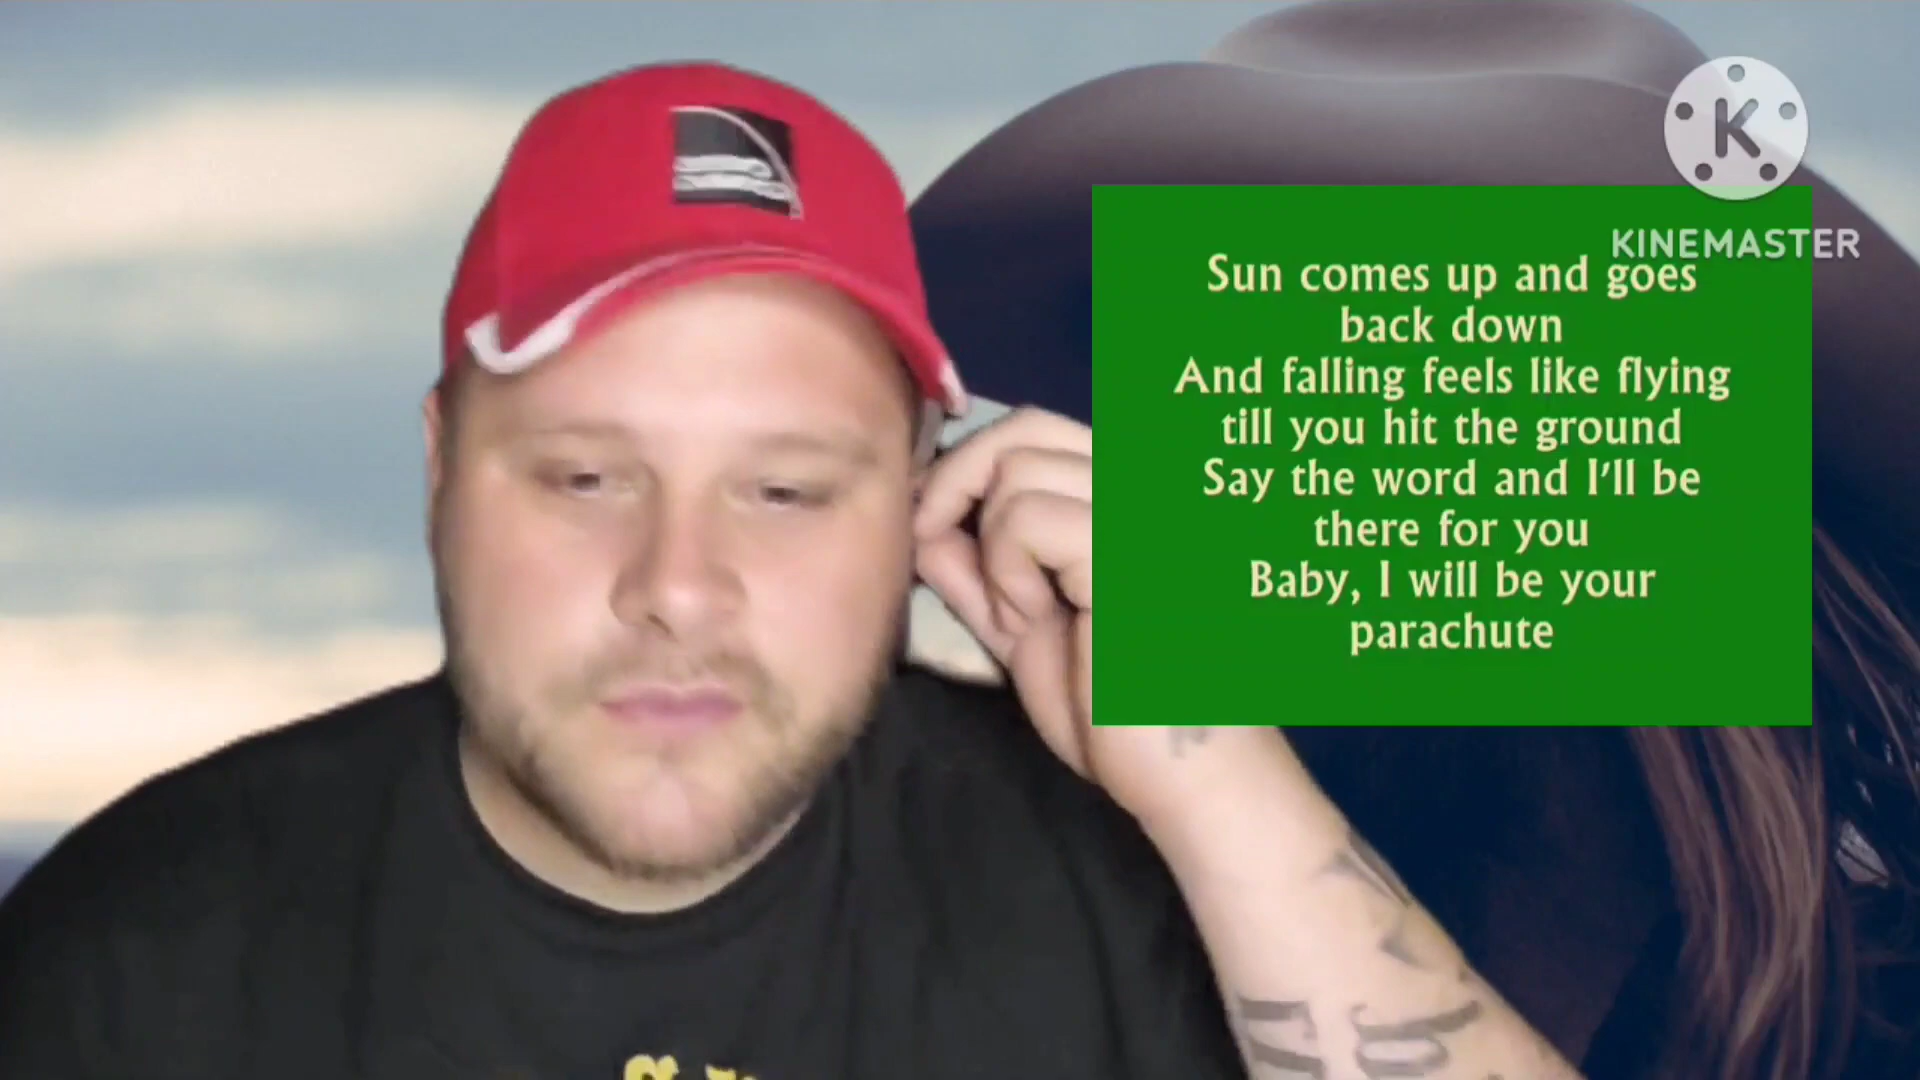 K
KINEMASTER
Sun comes up and goes
back down
And falling feels like flying
till you hit the ground
Say the word and I'll be
there for you
Baby, I will be your
parachute